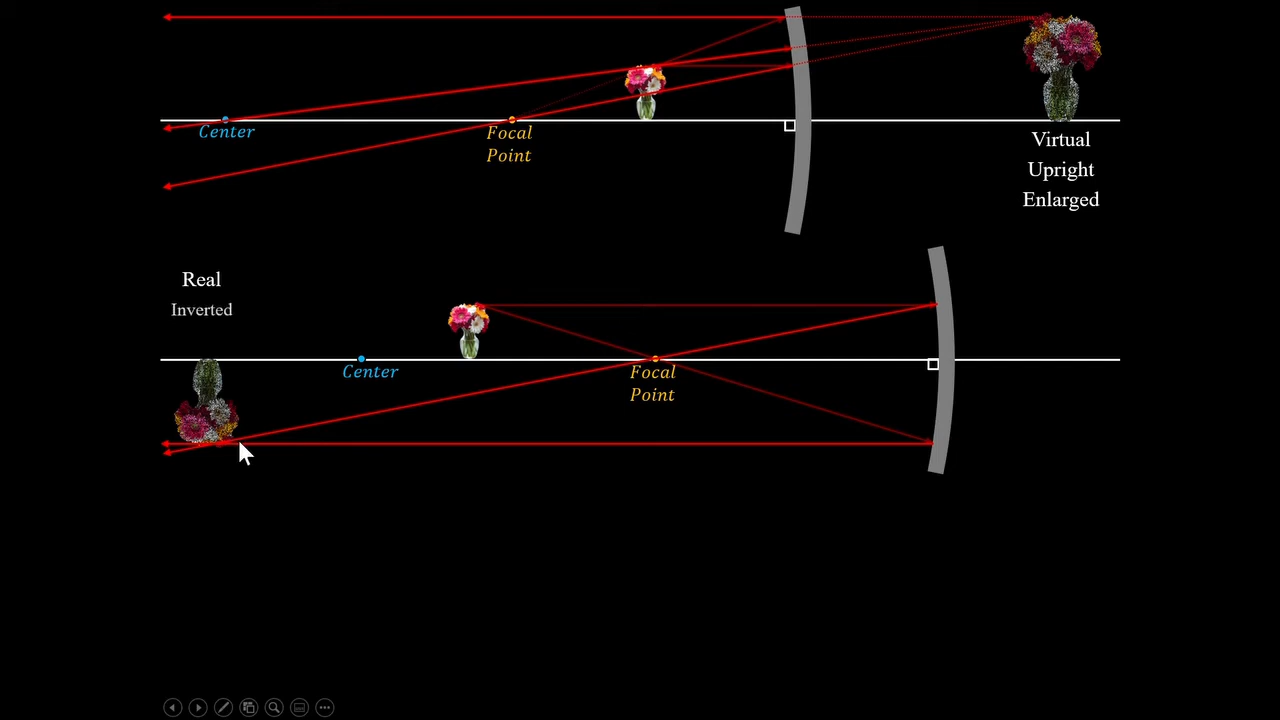 Center
Focal
Point
Virtual
Upright
Enlarged
Real
Inverted
Center
Focal
Point